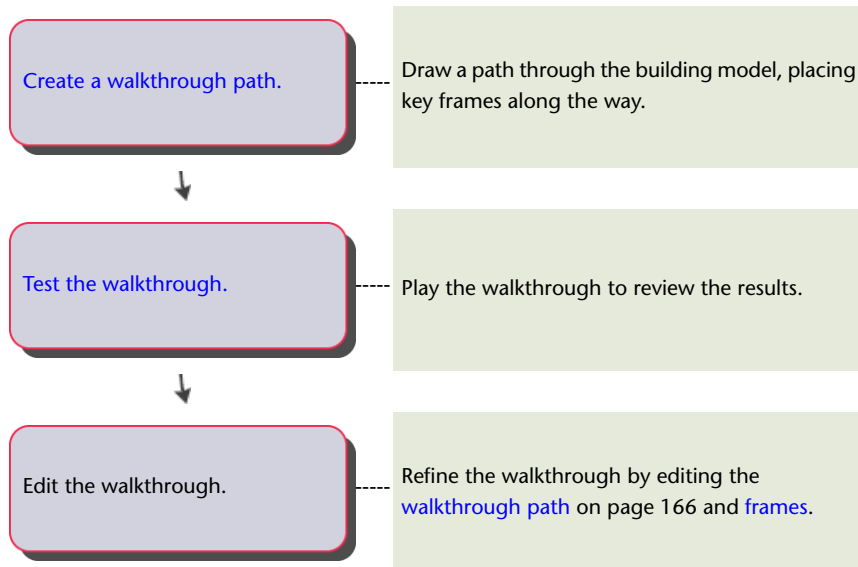 Create a walkthrough path.
Draw a path through the building model, placing
key frames along the way.
Test the walkthrough.
Play the walkthrough to review the results.
Edit the walkthrough.
Refine the walkthrough by editing the
walkthrough path on page 166 and frames.